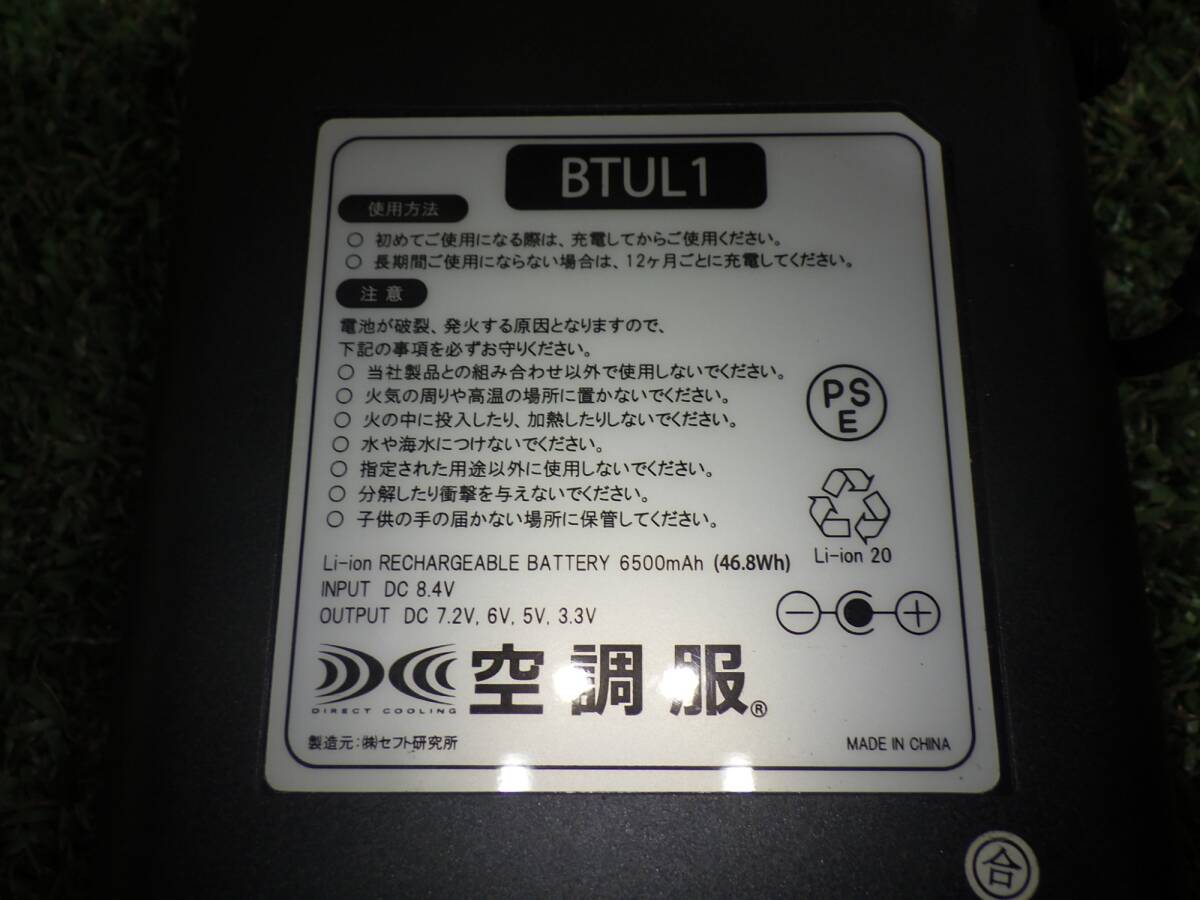 BTUL1
使用方法
○ 初めてご使用になる際は、充電してからご使用ください。
○ 長期間ご使用にならない場合は、12ヶ月ごとに充電してください。
注意
電池が破裂、発火する原因となりますので、
下記の事項を必ずお守りください。
○ 当社製品との組み合わせ以外で使用しないでください。
○ 火気の周りや高温の場所に置かないでください。
○ 火の中に投入したり、加熱したりしないでください。
○ 水や海水につけないでください。
○ 指定された用途以外に使用しないでください。
○ 分解したり衝撃を与えないでください。
○ 子供の手の届かない場所に保管してください。
PS
E
Li-ion 20
Li-ion RECHARGEABLE BATTERY 6500mAh (46.8Wh)
INPUT DC 8.4V
OUTPUT DC 7.2V, 6V, 5V, 3.3V
空調服®
DIRECT COOLING
製造元:㈱セフト研究所
MADE IN CHINA
合